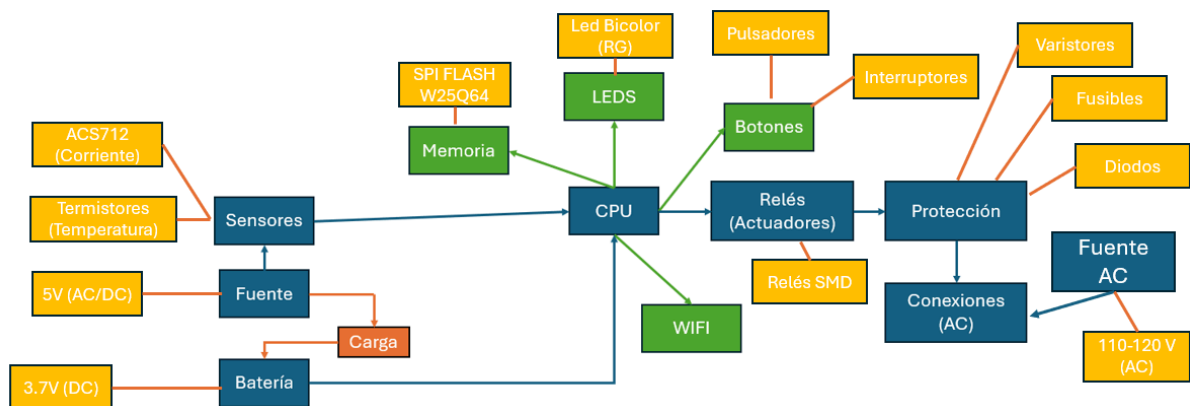 Led Bicolor
(RG)
Pulsadores
Varistores
SPI FLASH
W25Q64
LEDS
Interruptores
Fusibles
ACS712
(Corriente)
Memoria
Botones
Diodos
Termistores
(Temperatura)
Sensores
CPU
Relés
(Actuadores)
Protección
Fuente
AC
5V (AC/DC)
Fuente
Relés SMD
Conexiones
(AC)
WIFI
Carga
110-120 V
(AC)
3.7V (DC)
Batería